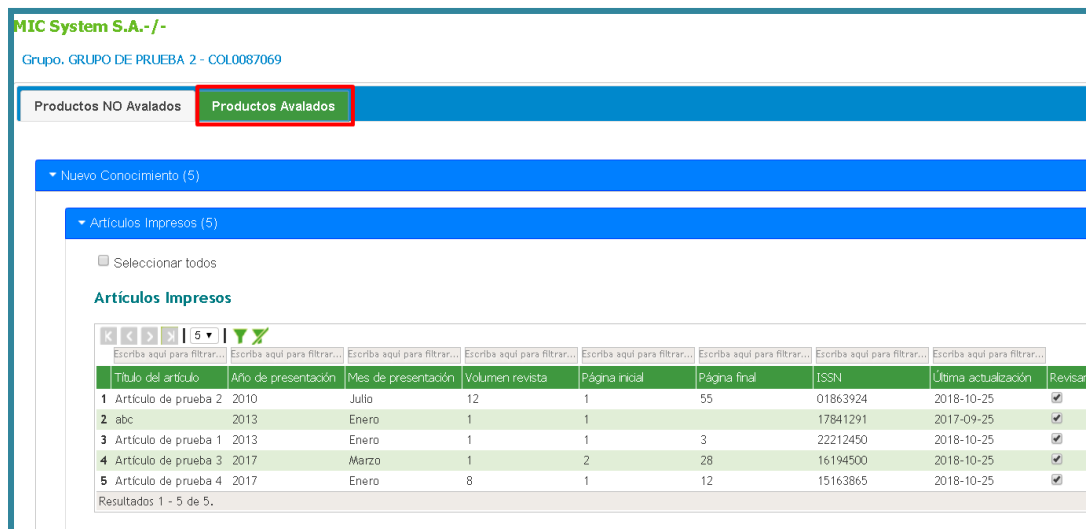 MIC System S.A.-/-
Grupo. GRUPO DE PRUEBA 2 - COL0087069
Productos NO Avalados Productos Avalados
Nuevo Conocimiento (5)
Artículos Impresos (5)
Seleccionar todos
Artículos Impresos
5
Escriba aquí para filtrar... Escriba aquí para filtrar... Escriba aquí para filtrar... Escriba aquí para filtrar... Escriba aquí para filtrar... Escriba aquí para filtrar... Escriba aquí para filtrar... Escriba aquí para filtrar...
Título del artículo Año de presentación Mes de presentación Volumen revista Página inicial Página final ISSN Última actualización Revisar
1 Artículo de prueba 2 2010 Julio 12 1 55 01863924 2018-10-25
2 abc 2013 Enero 1 1 17841291 2017-09-25
3 Artículo de prueba 1 2013 Enero 1 1 3 22212450 2018-10-25
4 Artículo de prueba 3 2017 Marzo 1 2 28 16194500 2018-10-25
5 Artículo de prueba 4 2017 Enero 8 1 12 15163865 2018-10-25
Resultados 1 - 5 de 5.